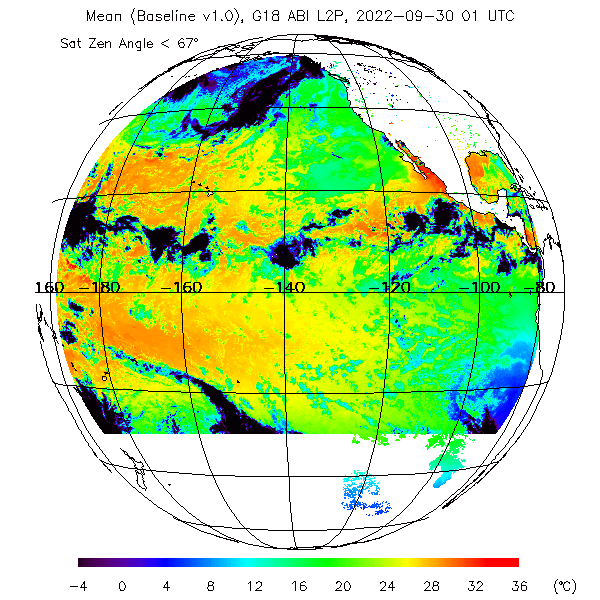 Mean (Baseline v1.0), G18 ABI L2P, 2022-09-30 01 UTC
Sat Zen Angle < 67°
160 -180 -160 -140 -120 -100 -80
-4 0 4 8 12 16 20 24 28 32 36 (°C)